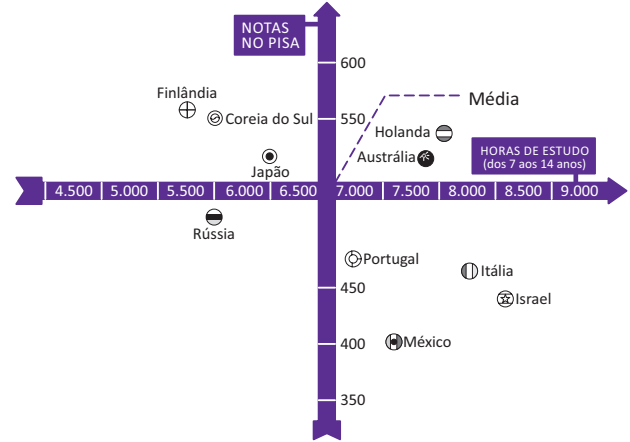 NOTAS
NO PISA
600
Finlândia
550
Coreia do Sul
Média
Holanda
Austrália
HORAS DE ESTUDO
(dos 7 aos 14 anos)
Japão
4.500 5.000 5.500 6.000 6.500 7.000 7.500 8.000 8.500 9.000
Rússia
Portugal
Itália
450
Israel
400
México
350